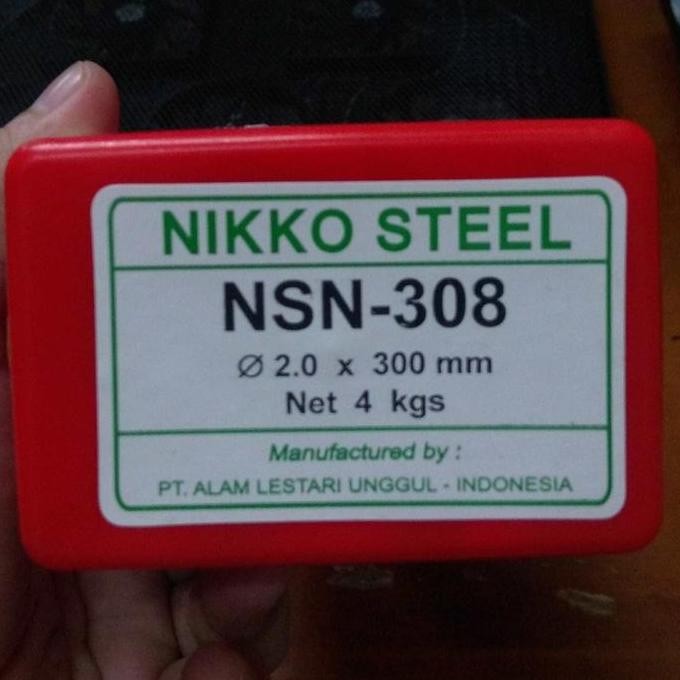 NIKKO STEEL
NSN-308
∅ 2.0 x 300 mm
Net 4 kgs
Manufactured by :
PT. ALAM LESTARI UNGGUL - INDONESIA